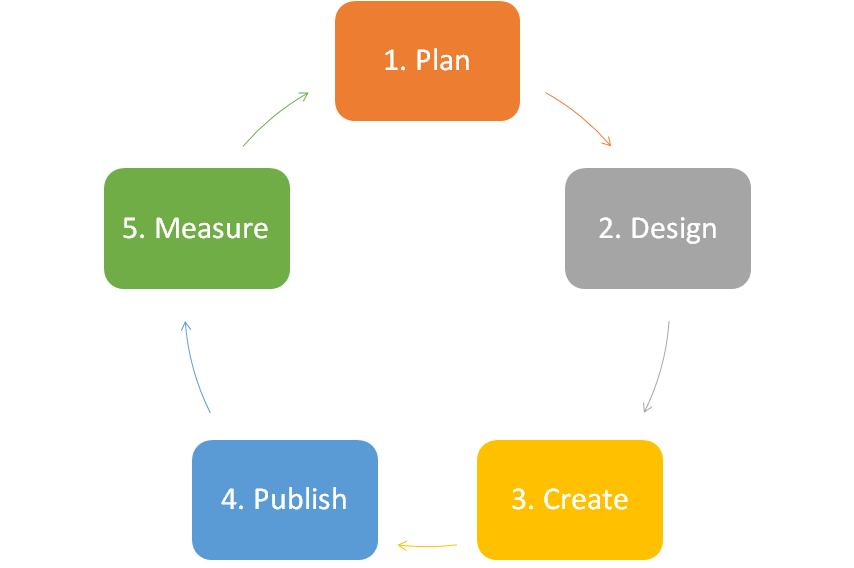 1. Plan
2. Design
3. Create
4. Publish
5. Measure